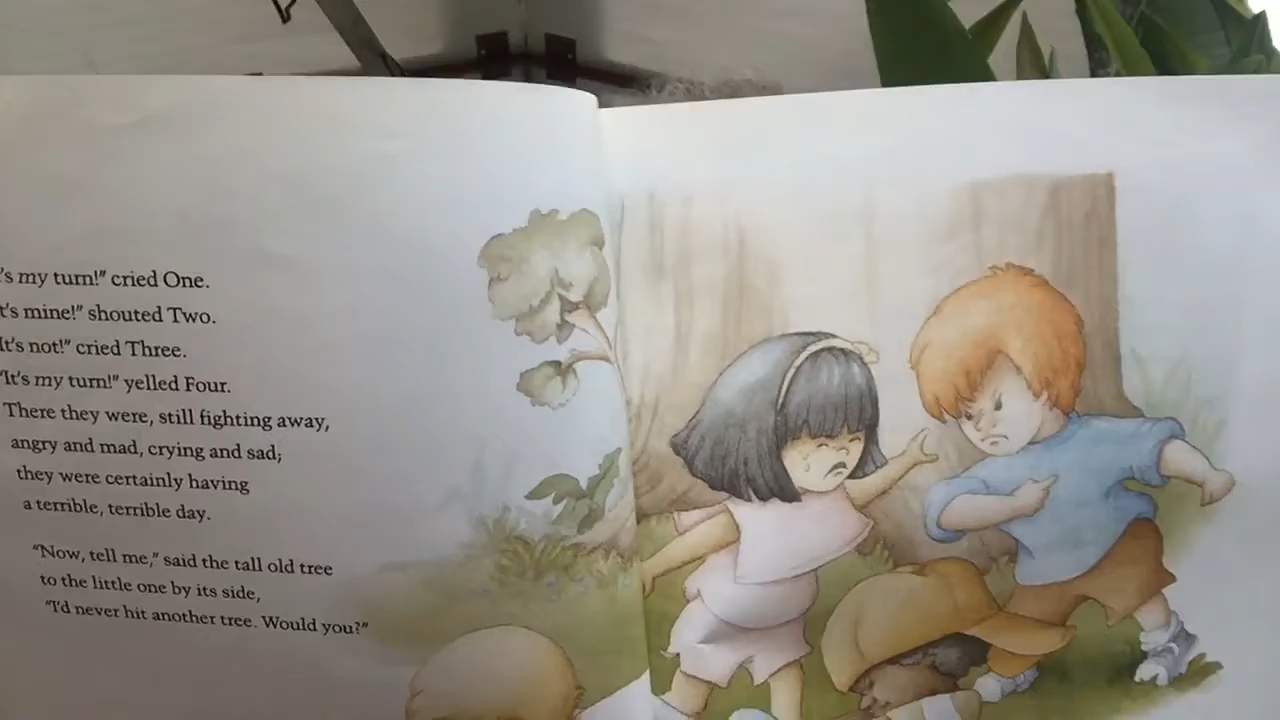 's my turn!" cried One.
t's mine!" shouted Two.
It's not!" cried Three.
"It's my turn!" yelled Four.
There they were, still fighting away,
angry and mad, crying and sad;
they were certainly having
a terrible, terrible day.
"Now, tell me," said the tall old tree
to the little one by its side,
"I'd never hit another tree. Would you?"